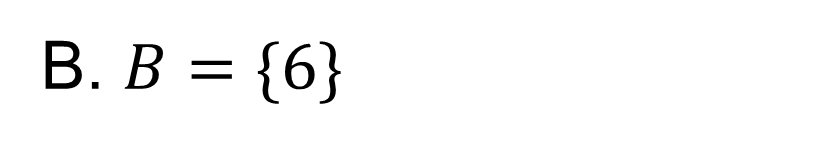 B. B = {6}